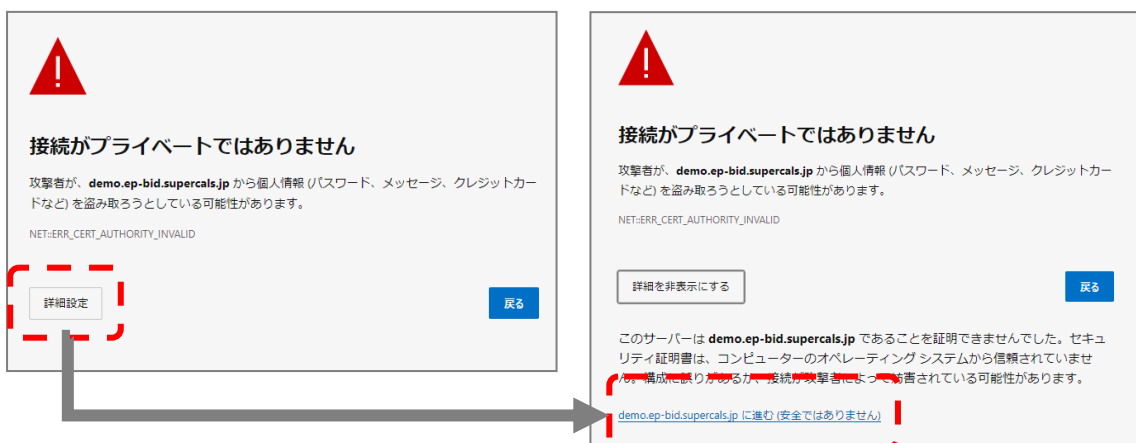 接続がプライベートではありません
攻撃者が、demo.ep-bid.supercals.jp から個人情報 (パスワード、メッセージ、クレジットカー
ドなど) を盗み取ろうとしている可能性があります。
NET::ERR_CERT_AUTHORITY_INVALID
詳細設定
戻る
接続がプライベートではありません
攻撃者が、demo.ep-bid.supercals.jp から個人情報 (パスワード、メッセージ、クレジットカー
ドなど) を盗み取ろうとしている可能性があります。
NET::ERR_CERT_AUTHORITY_INVALID
詳細を非表示にする
戻る
このサーバーは demo.ep-bid.supercals.jp であることを証明できませんでした。セキュ
リティ証明書は、コンピューターのオペレーティング システムから信頼されていませ
ん。構成に誤りがあるか、接続が攻撃者によって妨害されている可能性があります。
demo.ep-bid.supercals.jp に進む (安全ではありません)